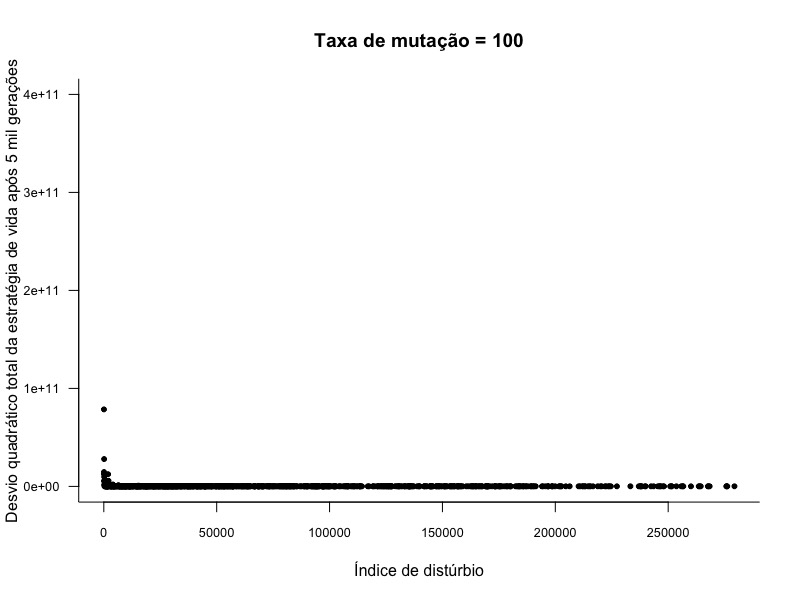 Taxa de mutação = 100
Desvio quadrático total da estratégia de vida após 5 mil gerações
4e+11
3e+11
2e+11
1e+11
0e+00
0 50000 100000 150000 200000 250000
Índice de distúrbio